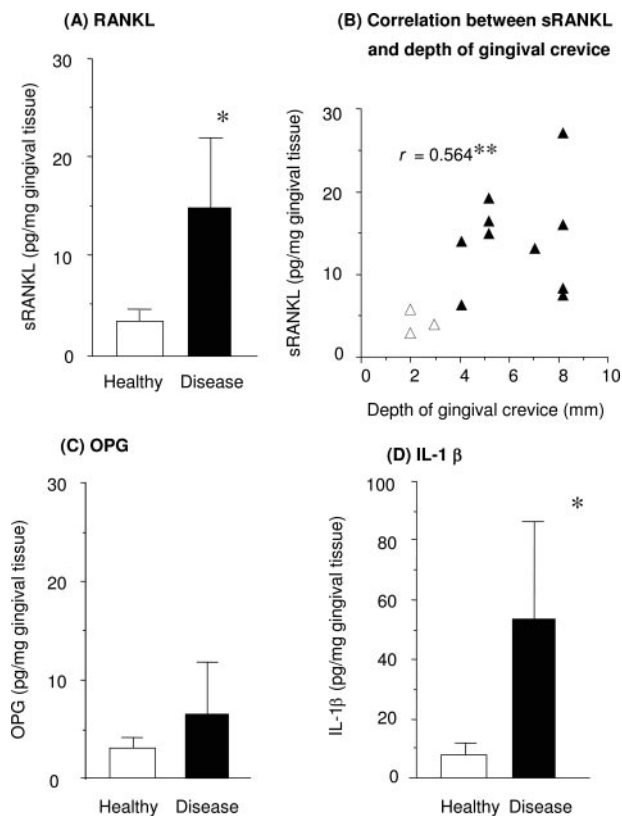 (A) RANKL
30
20
10
0
sRANKL (pg/mg gingival tissue)
*
Healthy Disease
(B) Correlation between sRANKL
and depth of gingival crevice
30
25
20
15
10
5
0
sRANKL (pg/mg gingival tissue)
r = 0.564**
0 2 4 6 8 10
Depth of gingival crevice (mm)
(C) OPG
30
20
10
0
OPG (pg/mg gingival tissue)
Healthy Disease
(D) IL-1 β
100
80
60
40
20
0
IL-1β (pg/mg gingival tissue)
*
Healthy Disease